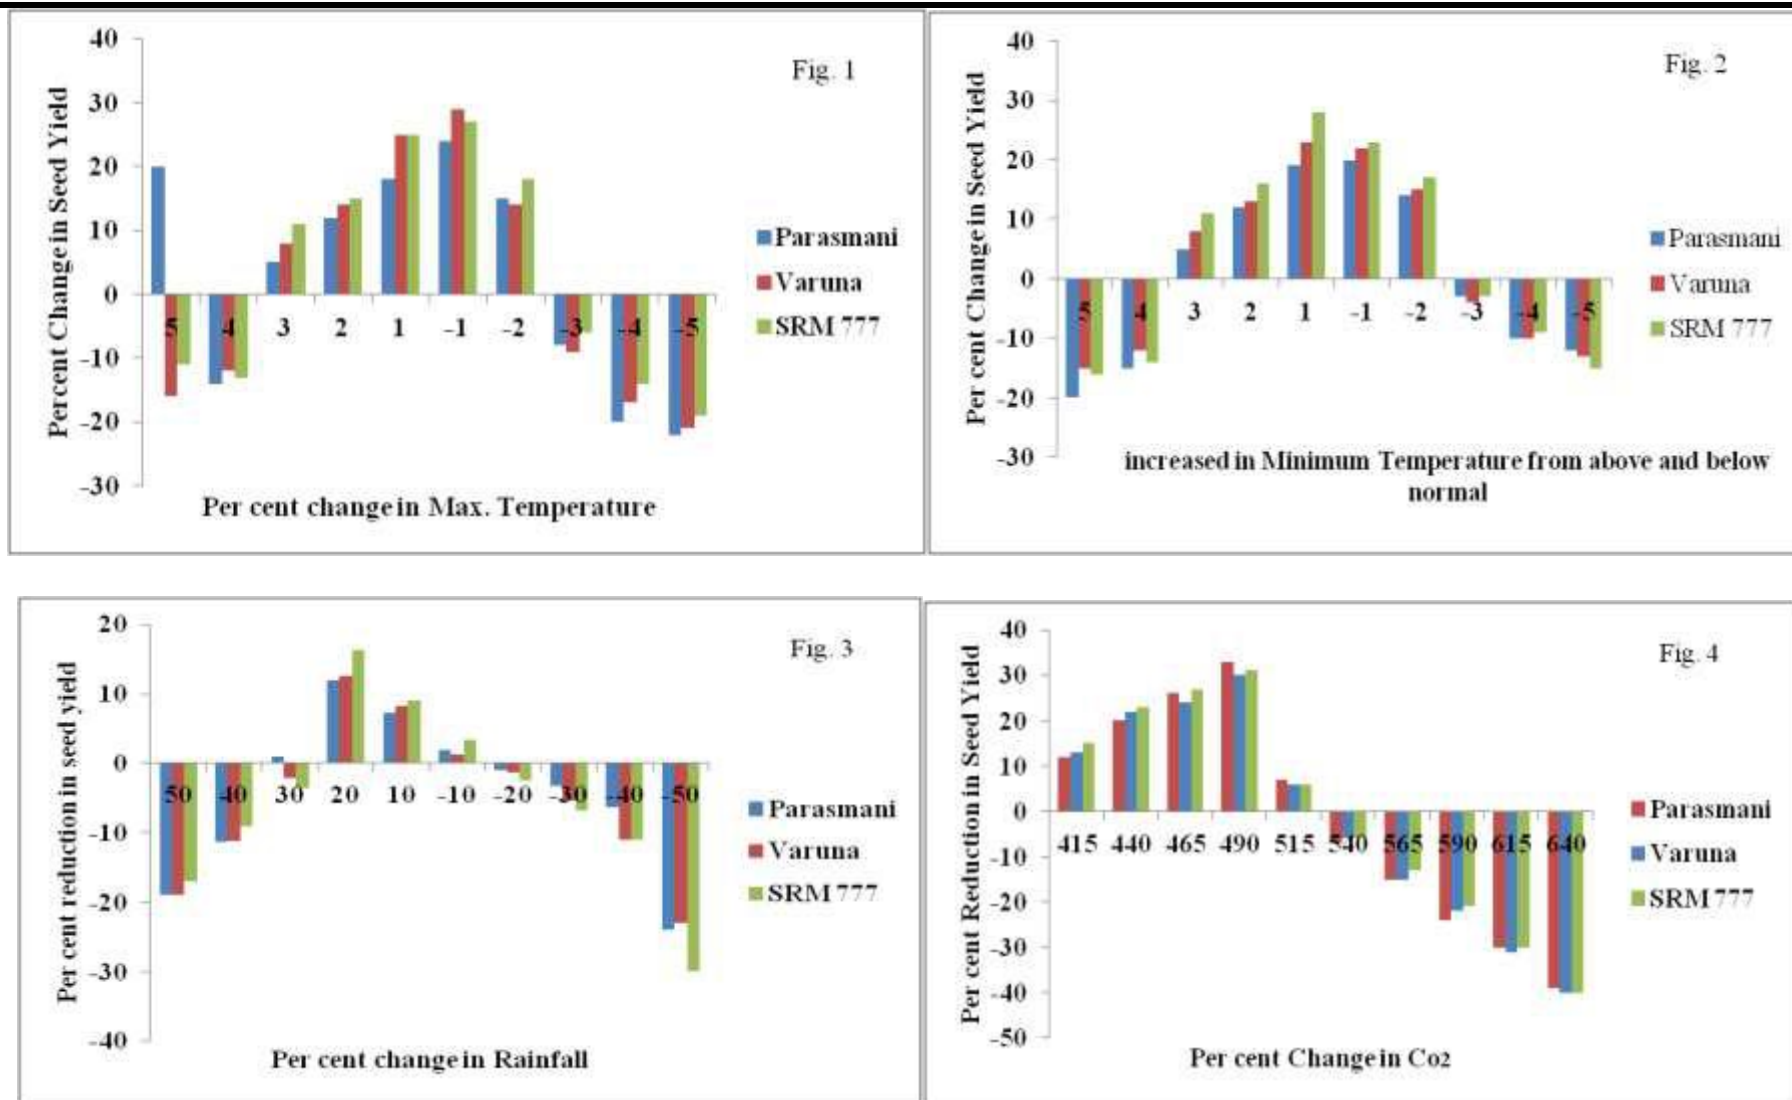 Fig. 1
Percent Change in Seed Yield
40
30
20
10
0
-10
-20
-30
5 4 3 2 1 -1 -2 -3 -4 -5
Parasmani
Varuna
SRM 777
Per cent change in Max. Temperature
Fig. 2
Per cent Change in Seed Yield
40
30
20
10
0
-10
-20
-30
5 4 3 2 1 -1 -2 -3 -4 -5
Parasmani
Varuna
SRM 777
increased in Minimum Temperature from above and below
normal
Fig. 3
Per cent reduction in seed yield
20
10
0
-10
-20
-30
-40
50 40 30 20 10 -10 -20 -30 -40 -50
Parasmani
Varuna
SRM 777
Per cent change in Rainfall
Fig. 4
Per cent Reduction in Seed Yield
40
30
20
10
0
-10
-20
-30
-40
-50
415 440 465 490 515 540 565 590 615 640
Parasmani
Varuna
SRM 777
Per cent Change in Co2